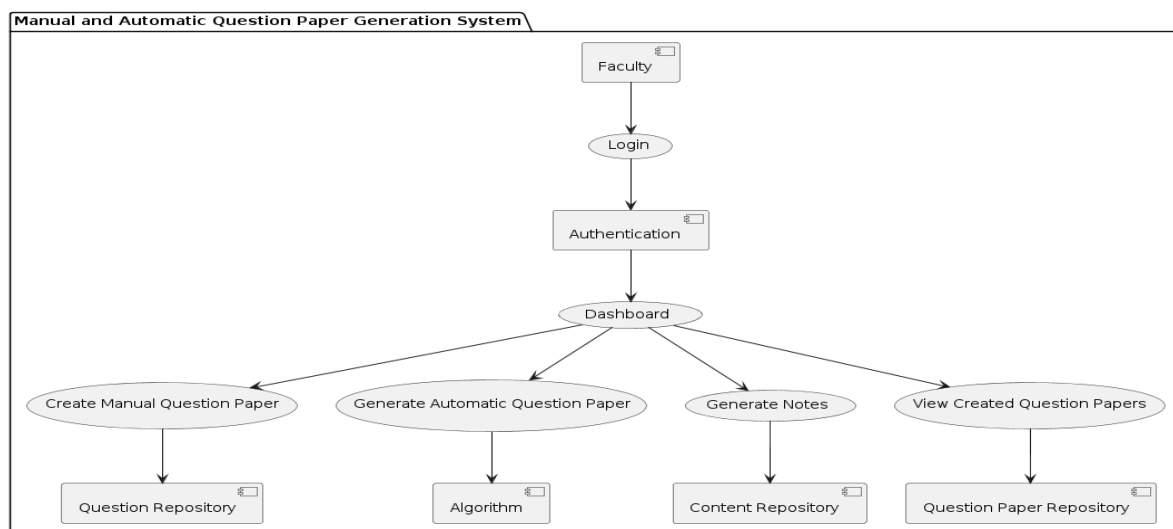 Manual and Automatic Question Paper Generation System
Faculty
Login
Authentication
Dashboard
Create Manual Question Paper
Generate Automatic Question Paper
Generate Notes
View Created Question Papers
Question Repository
Algorithm
Content Repository
Question Paper Repository